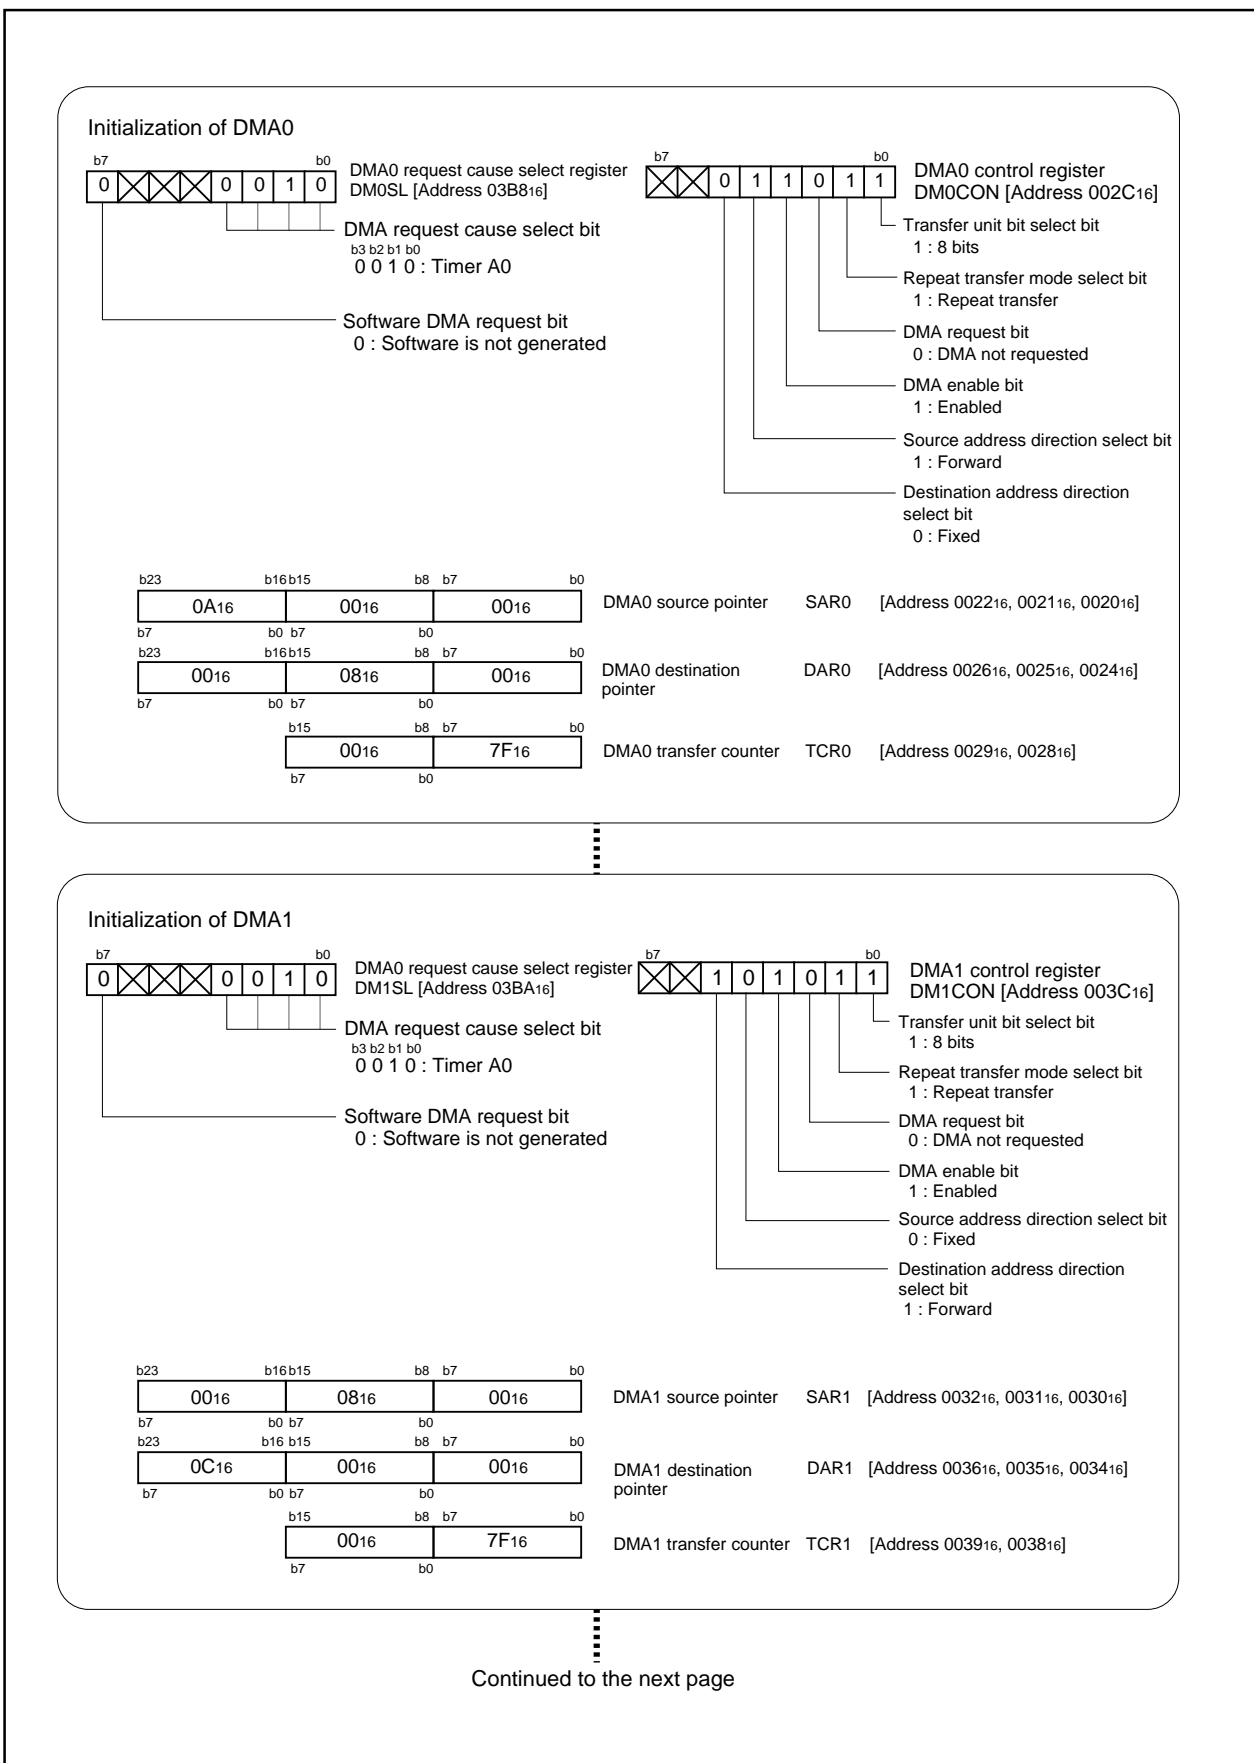 Initialization of DMA0
b7 b0
0 0 0 1 0
DMA0 request cause select register
DM0SL [Address 03B816]
DMA request cause select bit
b3 b2 b1 b0
0 0 1 0 : Timer A0
Software DMA request bit
0 : Software is not generated
b7 b0
0 1 1 0 1 1
DMA0 control register
DM0CON [Address 002C16]
Transfer unit bit select bit
1 : 8 bits
Repeat transfer mode select bit
1 : Repeat transfer
DMA request bit
0 : DMA not requested
DMA enable bit
1 : Enabled
Source address direction select bit
1 : Forward
Destination address direction
select bit
0 : Fixed
b23 b16 b15 b8 b7 b0
0A16 0016 0016 DMA0 source pointer SAR0 [Address 002216, 002116, 002016]
b7 b0 b7 b0
b23 b16 b15 b8 b7 b0
0016 0816 0016 DMA0 destination DAR0 [Address 002616, 002516, 002416]
pointer
b7 b0 b7 b0
b15 b8 b7 b0
0016 7F16 DMA0 transfer counter TCR0 [Address 002916, 002816]
b7 b0
Initialization of DMA1
b7 b0
0 0 0 1 0
DMA0 request cause select register
DM1SL [Address 03BA16]
DMA request cause select bit
b3 b2 b1 b0
0 0 1 0 : Timer A0
Software DMA request bit
0 : Software is not generated
b7 b0
1 0 1 0 1 1
DMA1 control register
DM1CON [Address 003C16]
Transfer unit bit select bit
1 : 8 bits
Repeat transfer mode select bit
1 : Repeat transfer
DMA request bit
0 : DMA not requested
DMA enable bit
1 : Enabled
Source address direction select bit
0 : Fixed
Destination address direction
select bit
1 : Forward
b23 b16 b15 b8 b7 b0
0016 0816 0016 DMA1 source pointer SAR1 [Address 003216, 003116, 003016]
b7 b0 b7 b0
b23 b16 b15 b8 b7 b0
0C16 0016 0016 DMA1 destination DAR1 [Address 003616, 003516, 003416]
pointer
b7 b0 b7 b0
b15 b8 b7 b0
0016 7F16 DMA1 transfer counter TCR1 [Address 003916, 003816]
b7 b0
Continued to the next page